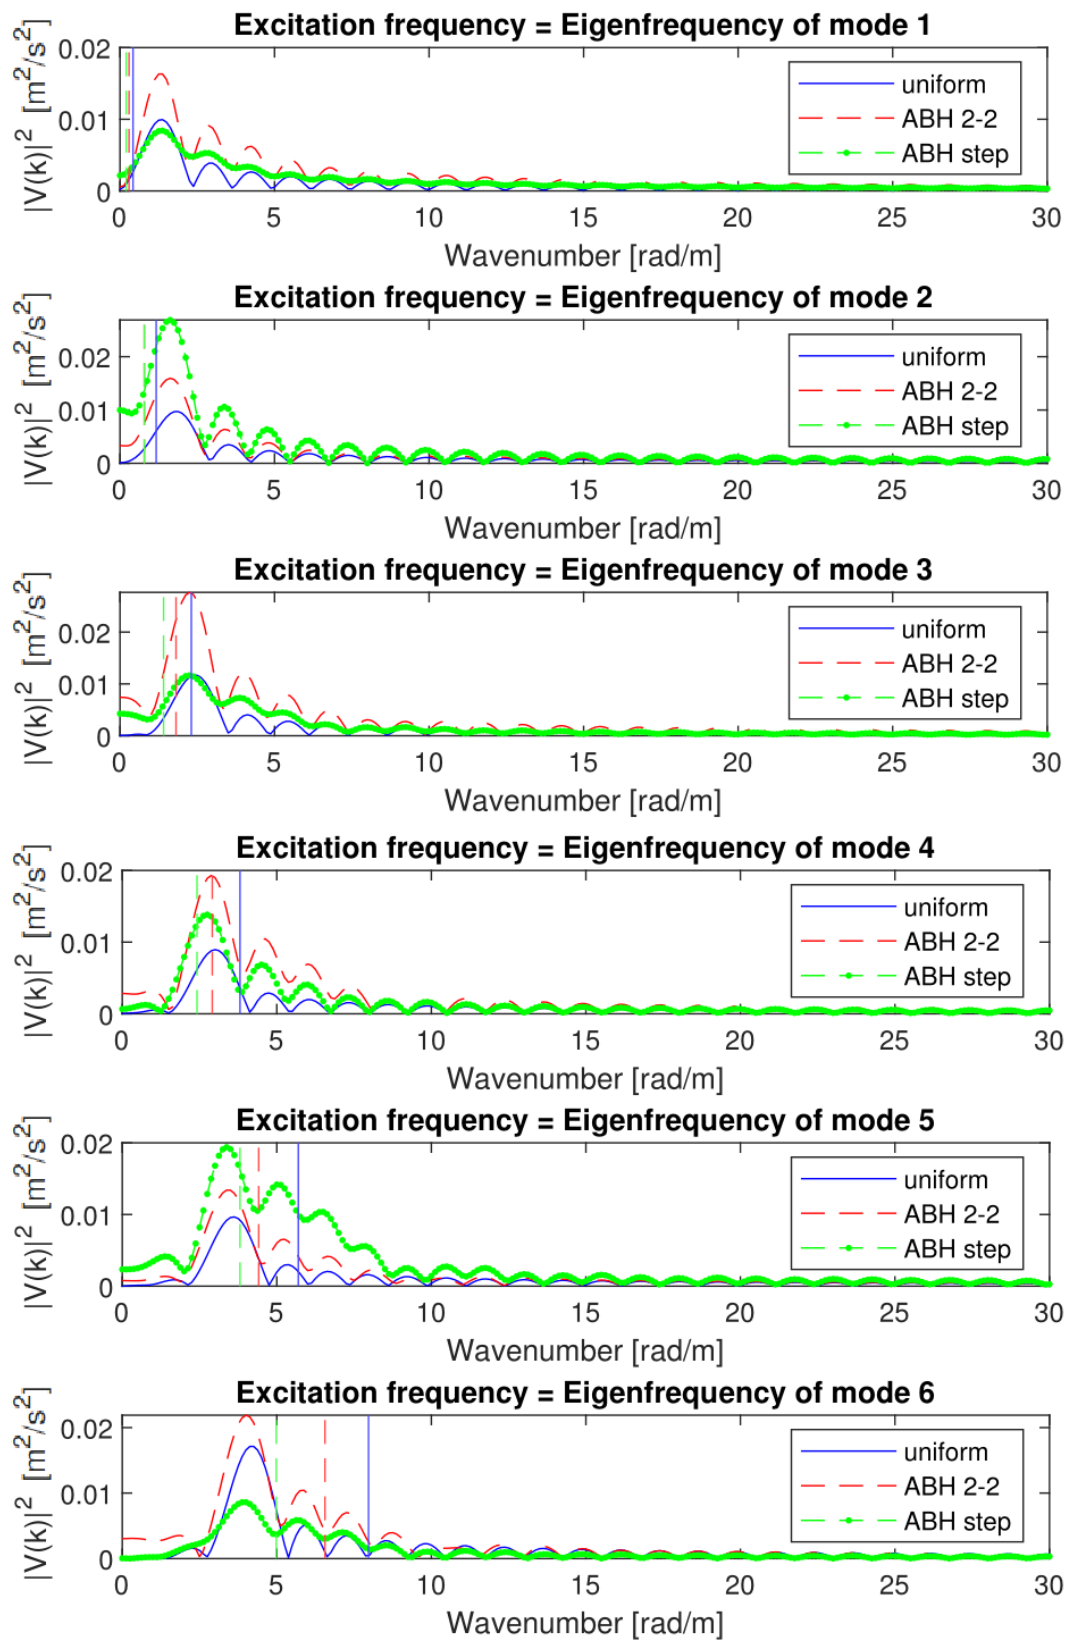 Excitation frequency = Eigenfrequency of mode 1
|V(k)|² [m²/s²]
0.02
0.01
0
uniform
ABH 2-2
ABH step
0 5 10 15 20 25 30
Wavenumber [rad/m]
Excitation frequency = Eigenfrequency of mode 2
|V(k)|² [m²/s²]
0.02
0.01
0
uniform
ABH 2-2
ABH step
0 5 10 15 20 25 30
Wavenumber [rad/m]
Excitation frequency = Eigenfrequency of mode 3
|V(k)|² [m²/s²]
0.02
0.01
0
uniform
ABH 2-2
ABH step
0 5 10 15 20 25 30
Wavenumber [rad/m]
Excitation frequency = Eigenfrequency of mode 4
|V(k)|² [m²/s²]
0.02
0.01
0
uniform
ABH 2-2
ABH step
0 5 10 15 20 25 30
Wavenumber [rad/m]
Excitation frequency = Eigenfrequency of mode 5
|V(k)|² [m²/s²]
0.02
0.01
0
uniform
ABH 2-2
ABH step
0 5 10 15 20 25 30
Wavenumber [rad/m]
Excitation frequency = Eigenfrequency of mode 6
|V(k)|² [m²/s²]
0.02
0.01
0
uniform
ABH 2-2
ABH step
0 5 10 15 20 25 30
Wavenumber [rad/m]